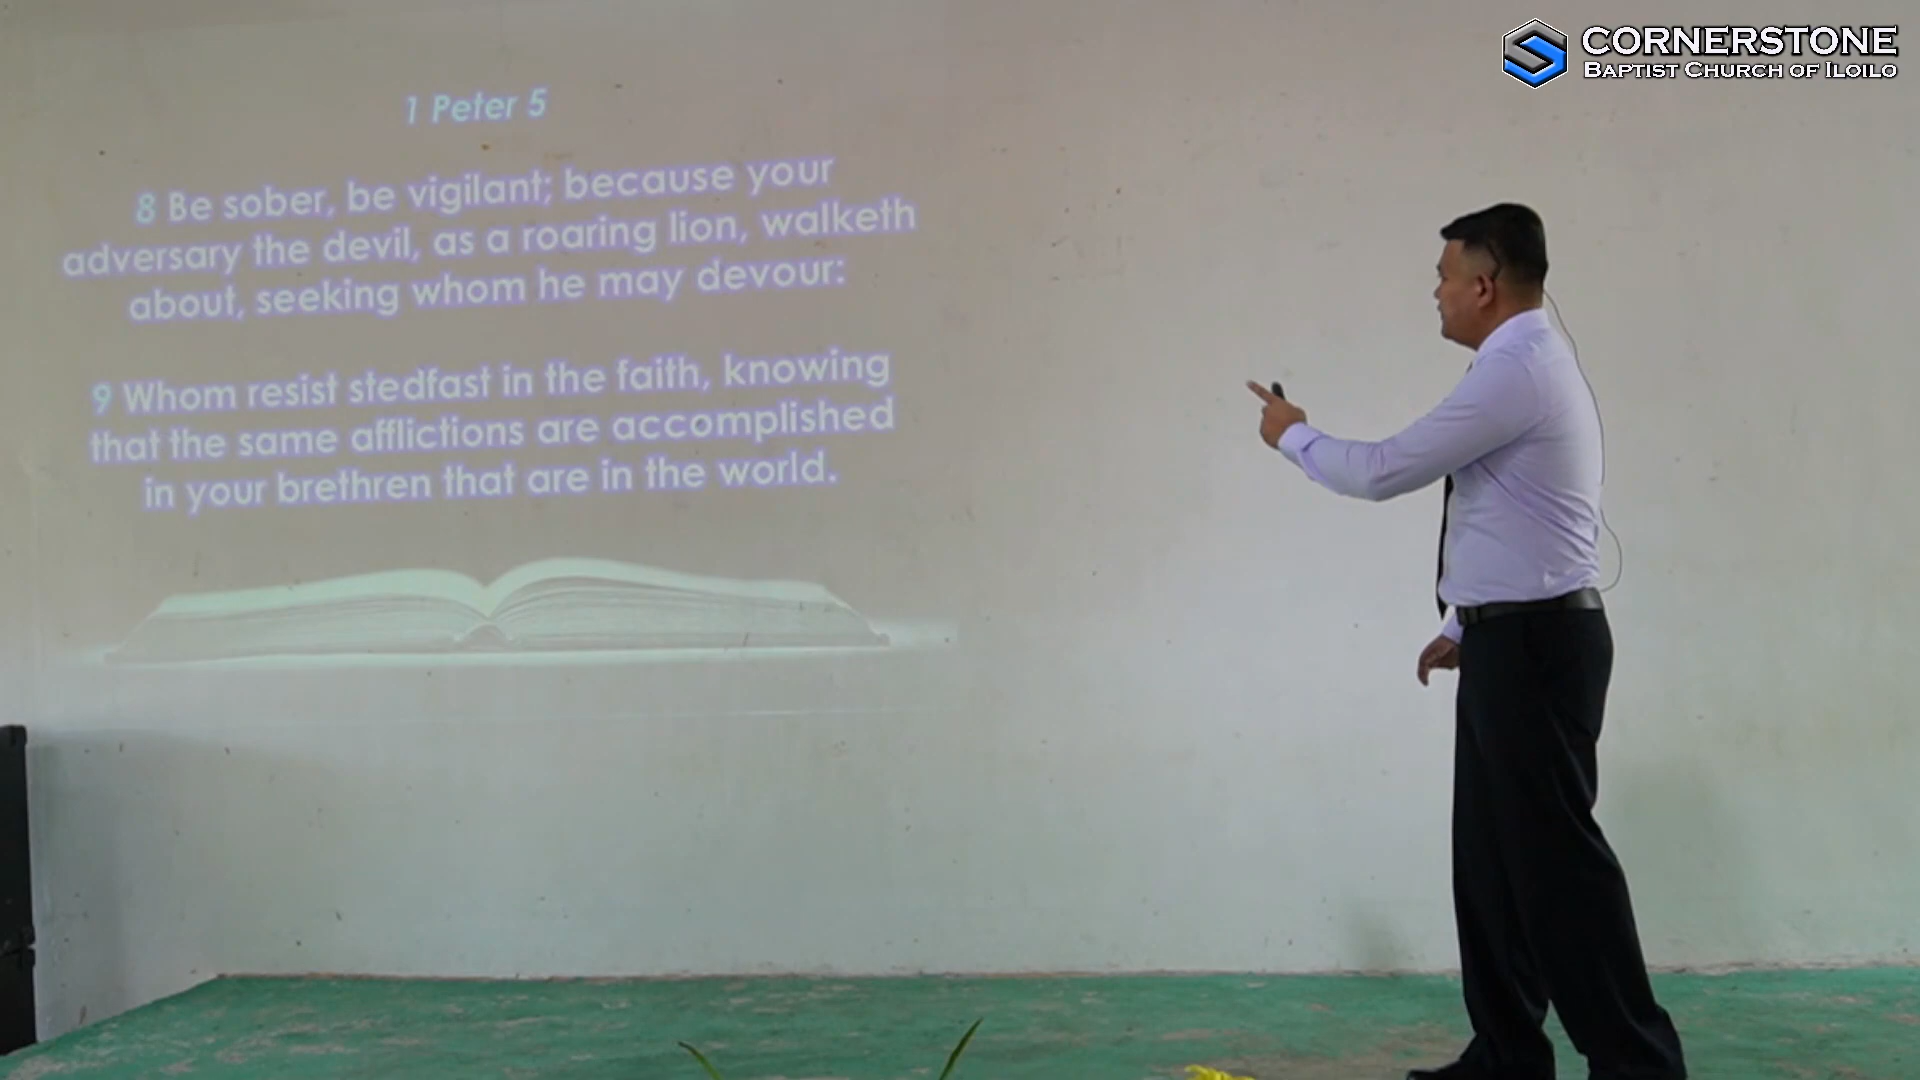 CORNERSTONE
BAPTIST CHURCH OF ILOILO
1 Peter 5
8 Be sober, be vigilant; because your
adversary the devil, as a roaring lion, walketh
about, seeking whom he may devour:
9 Whom resist stedfast in the faith, knowing
that the same afflictions are accomplished
in your brethren that are in the world.